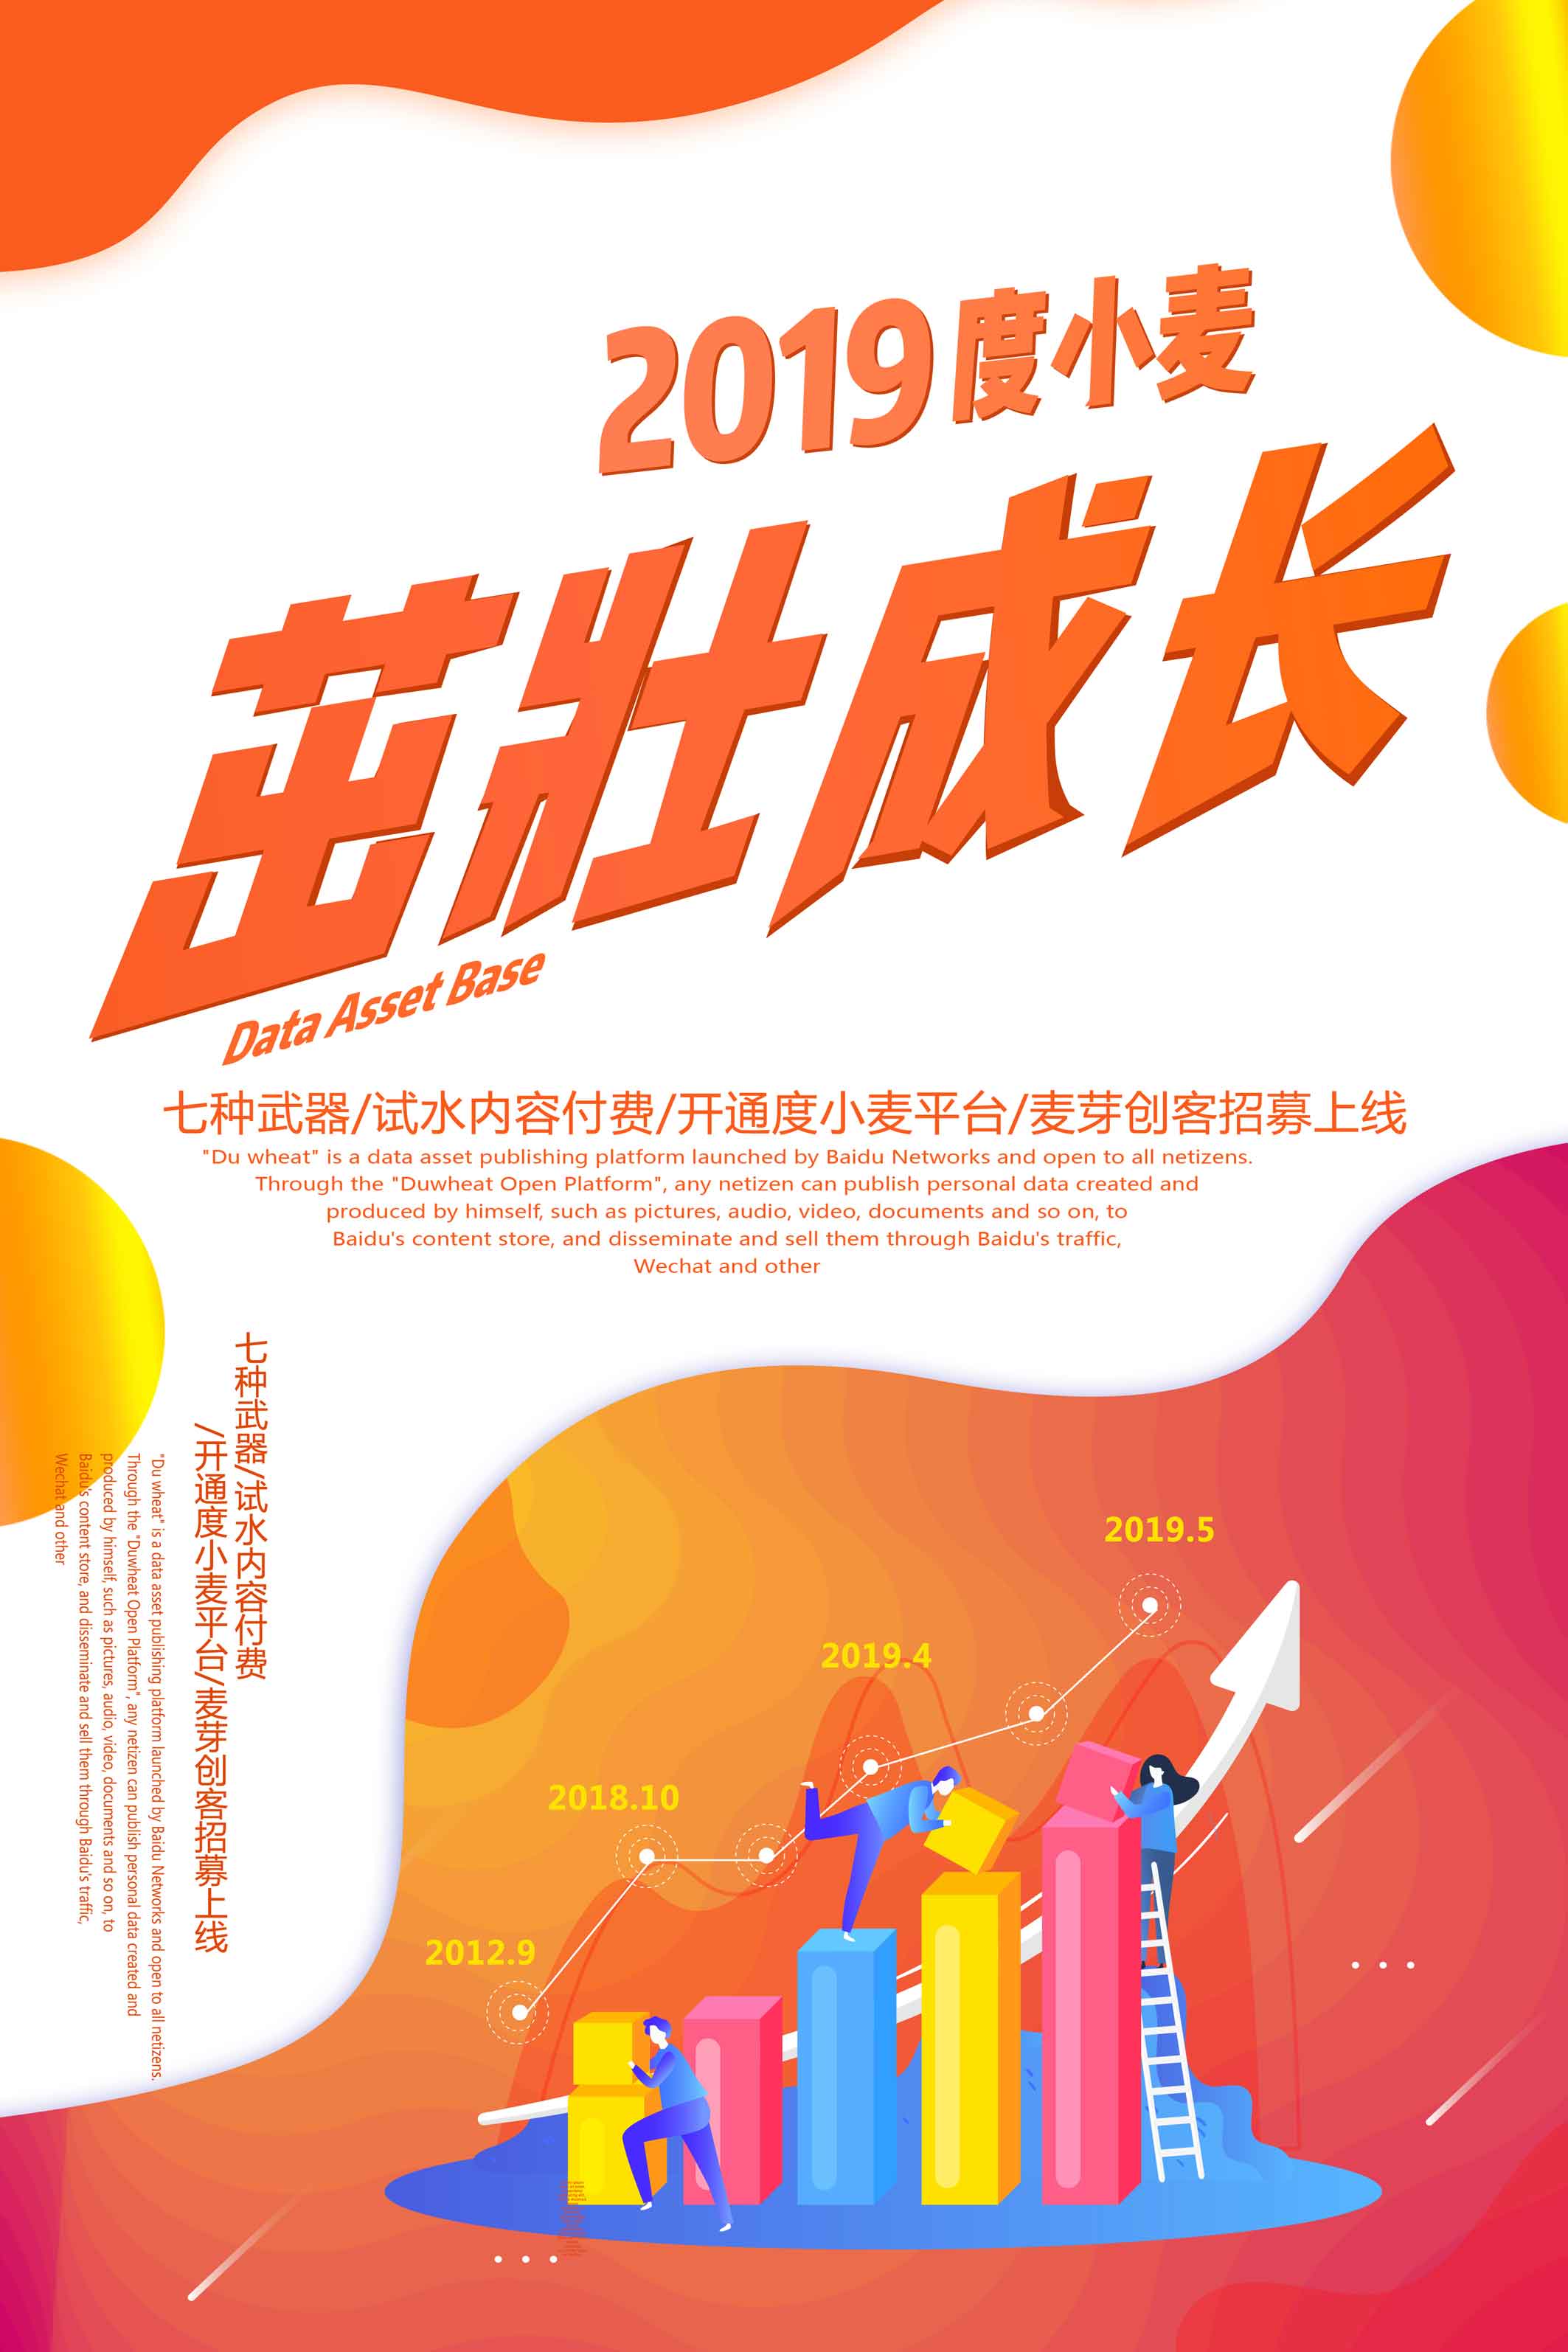 2019度小麦
茁壮成长
Data Asset Base
七种武器/试水内容付费/开通度小麦平台/麦芽创客招募上线
"Du wheat" is a data asset publishing platform launched by Baidu Networks and open to all netizens.
Through the "Duwheat Open Platform", any netizen can publish personal data created and
produced by himself, such as pictures, audio, video, documents and so on, to
Baidu's content store, and disseminate and sell them through Baidu's traffic,
Wechat and other
七种武器/试水内容付费
/开通度小麦平台/麦芽创客招募上线
"Du wheat" is a data asset publishing platform launched by Baidu Networks and open to all netizens.
Through the "Duwheat Open Platform", any netizen can publish personal data created and
produced by himself, such as pictures, audio, video, documents and so on, to
Baidu's content store, and disseminate and sell them through Baidu's traffic,
Wechat and other
2019.5
2019.4
2018.10
2012.9